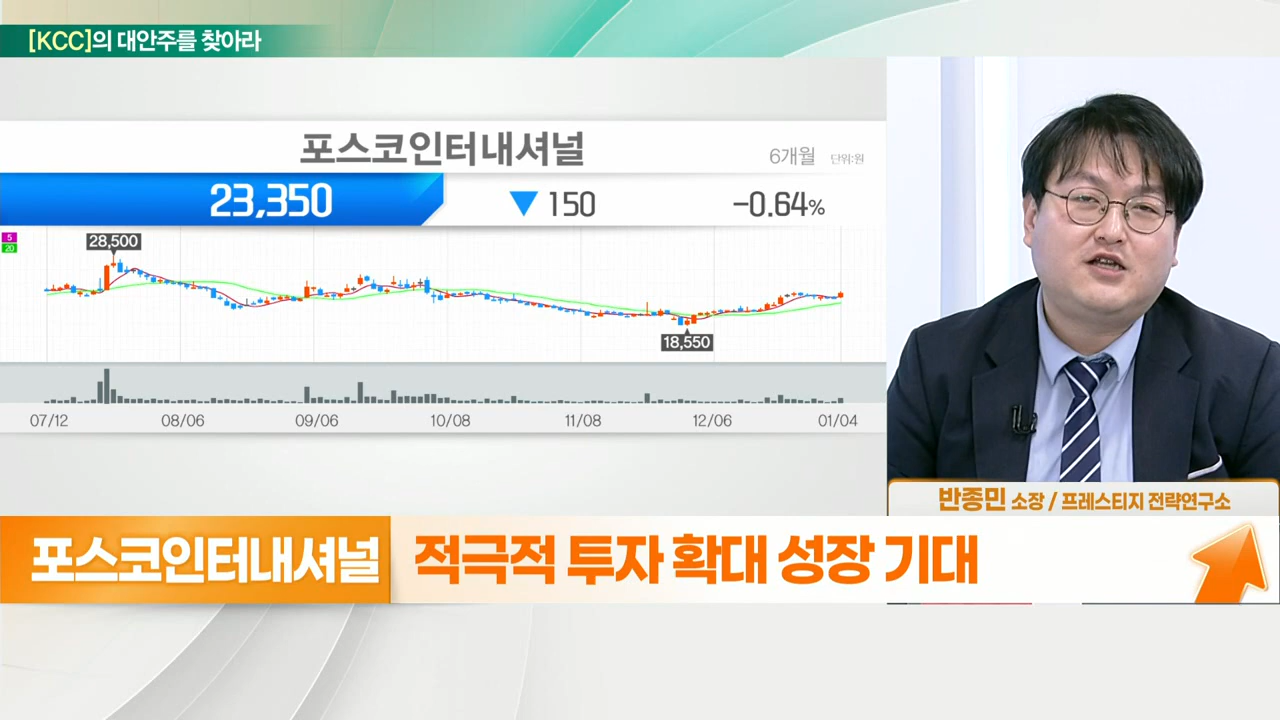 [KCC]의 대안주를 찾아라
포스코인터내셔널
6개월 단위:원
23,350 ▼ 150 -0.64%
5
20
28,500
18,550
07/12 08/06 09/06 10/08 11/08 12/06 01/04
반종민 소장 / 프레스티지 전략연구소
포스코인터내셔널 적극적 투자 확대 성장 기대